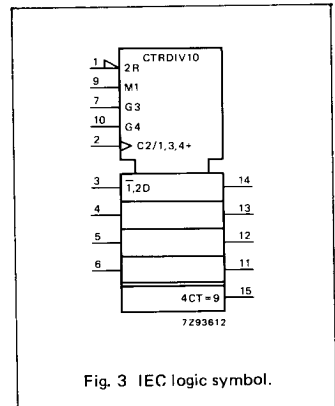 CTRDIV10
1 2R
9 M1
7 G3
10 G4
2 C2/1,3,4+
3 1̅,2D 14
4 13
5 12
6 11
4CT=9 15
7Z93612
Fig. 3 IEC logic symbol.